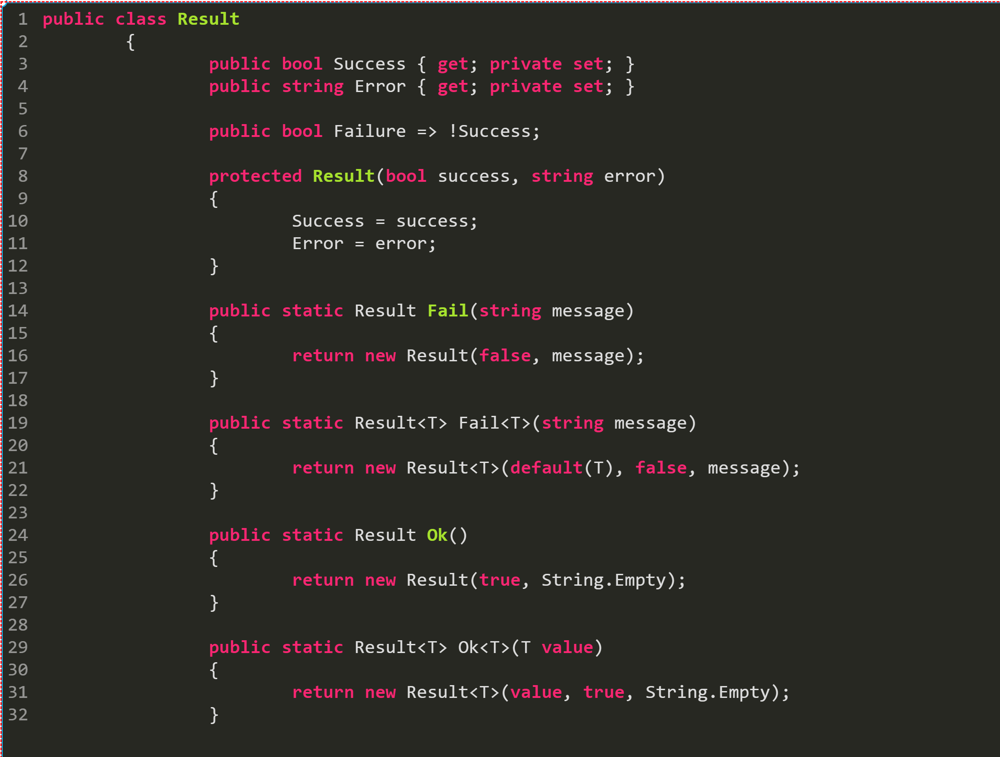 1 public class Result
2         {
3                 public bool Success { get; private set; }
4                 public string Error { get; private set; }
5
6                 public bool Failure => !Success;
7
8                 protected Result(bool success, string error)
9                 {
10                         Success = success;
11                         Error = error;
12                 }
13
14                 public static Result Fail(string message)
15                 {
16                         return new Result(false, message);
17                 }
18
19                 public static Result<T> Fail<T>(string message)
20                 {
21                         return new Result<T>(default(T), false, message);
22                 }
23
24                 public static Result Ok()
25                 {
26                         return new Result(true, String.Empty);
27                 }
28
29                 public static Result<T> Ok<T>(T value)
30                 {
31                         return new Result<T>(value, true, String.Empty);
32                 }